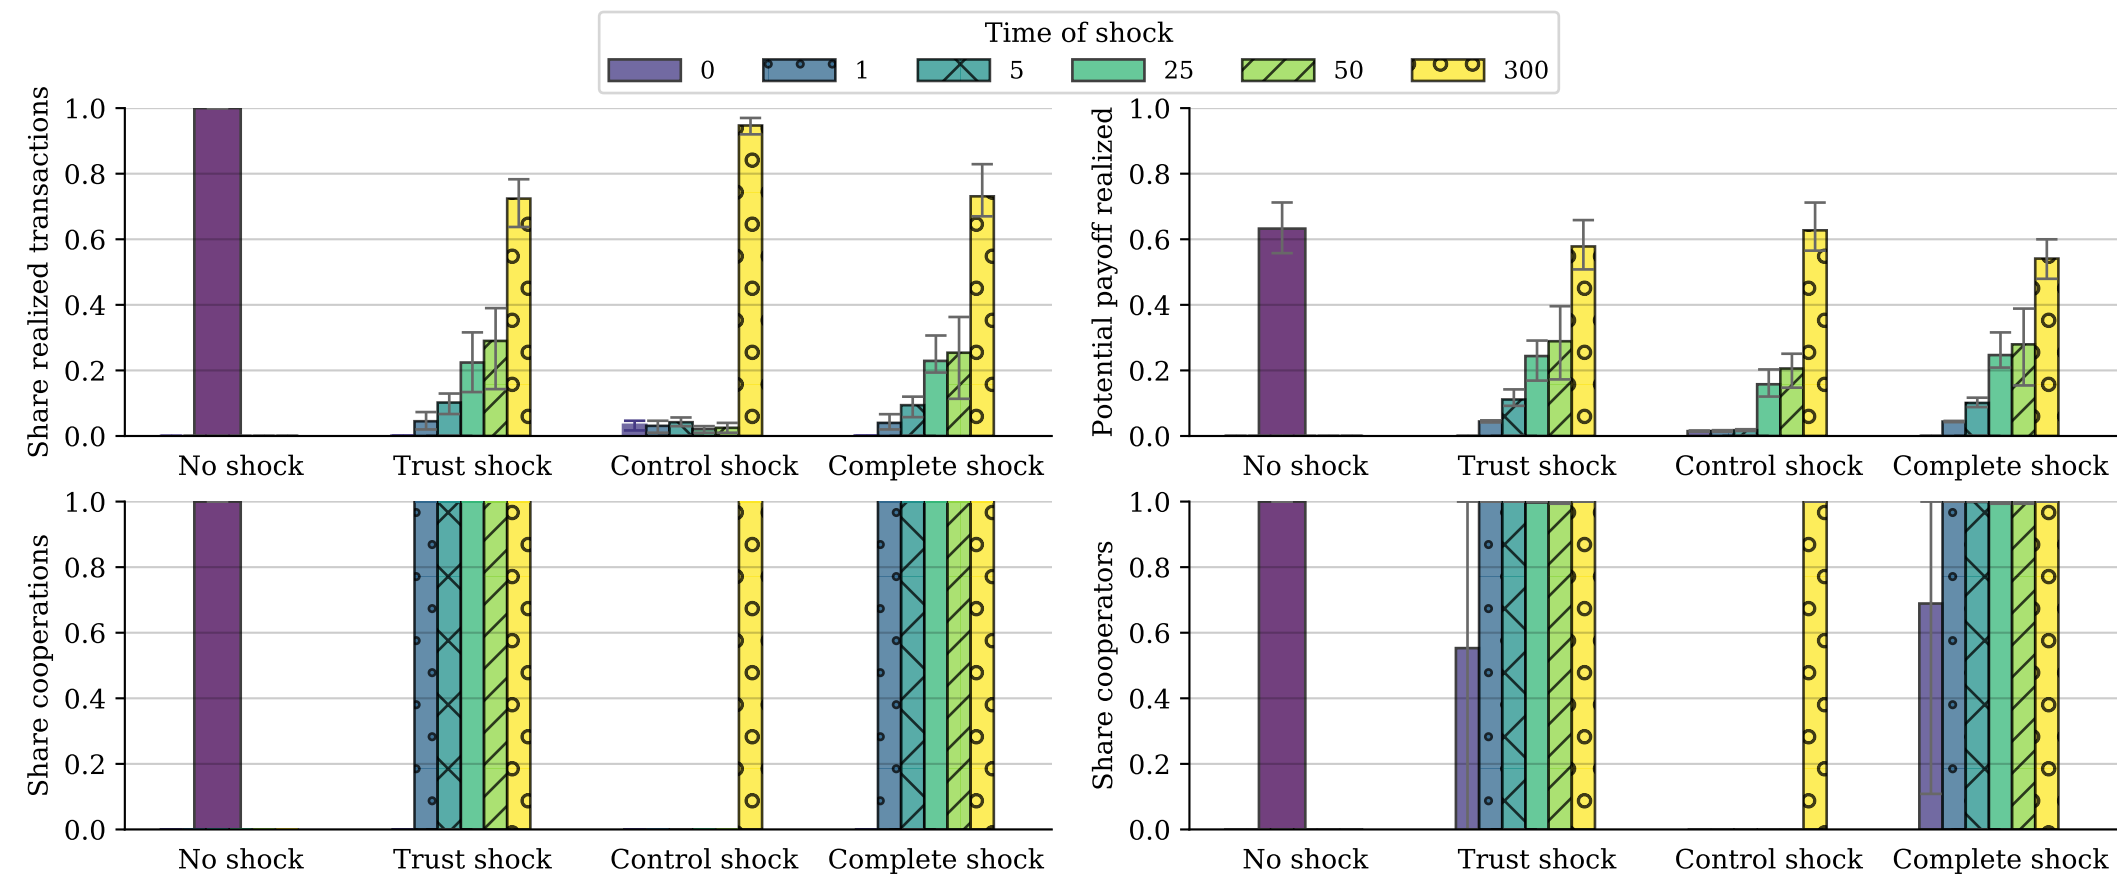 Time of shock
0 1 5 25 50 300
Share realized transactions
1.0
0.8
0.6
0.4
0.2
0.0
No shock Trust shock Control shock Complete shock
Potential payoff realized
1.0
0.8
0.6
0.4
0.2
0.0
No shock Trust shock Control shock Complete shock
Share cooperations
1.0
0.8
0.6
0.4
0.2
0.0
No shock Trust shock Control shock Complete shock
Share cooperators
1.0
0.8
0.6
0.4
0.2
0.0
No shock Trust shock Control shock Complete shock